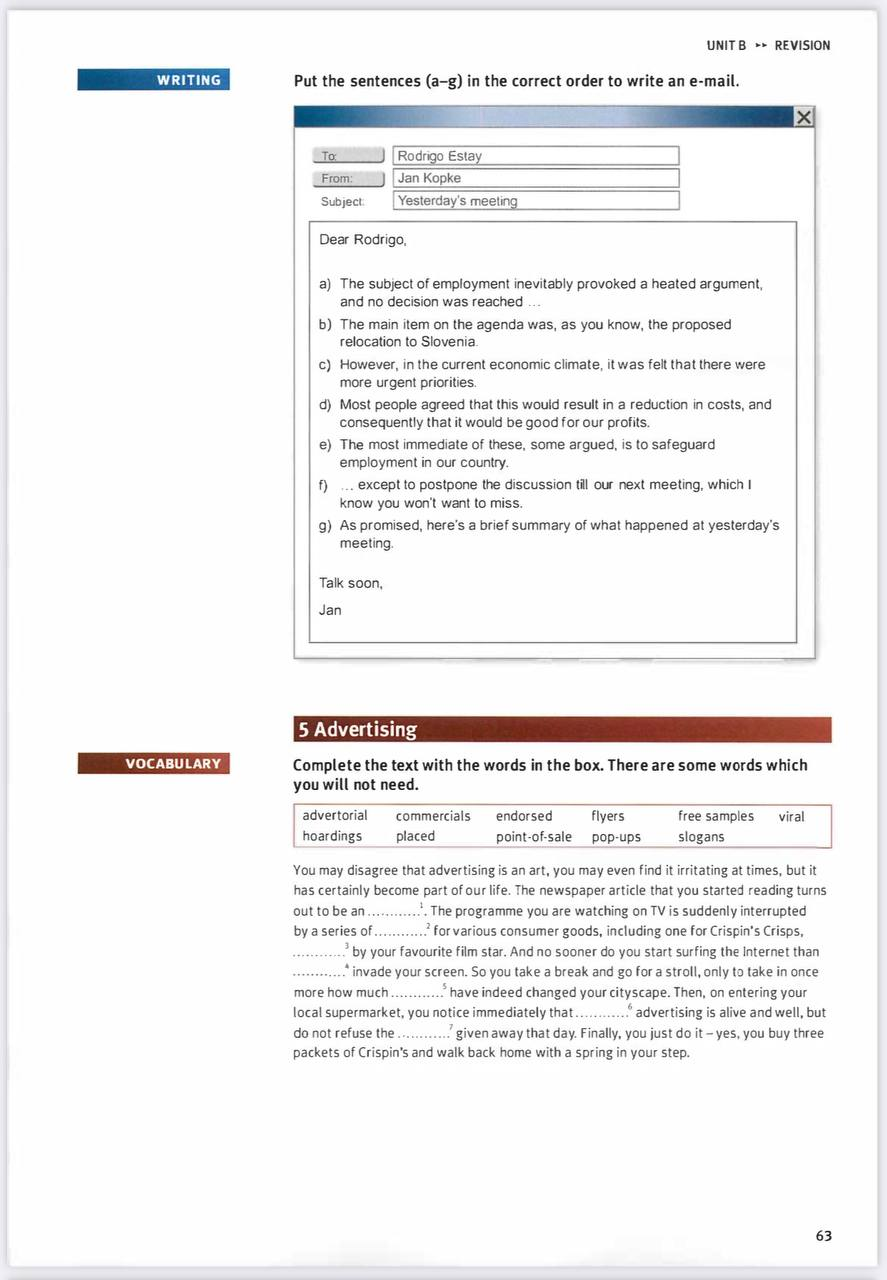 UNIT B ▸▸ REVISION
WRITING
Put the sentences (a–g) in the correct order to write an e-mail.
To: Rodrigo Estay
From: Jan Kopke
Subject: Yesterday's meeting
Dear Rodrigo,
a) The subject of employment inevitably provoked a heated argument,
and no decision was reached ...
b) The main item on the agenda was, as you know, the proposed
relocation to Slovenia.
c) However, in the current economic climate, it was felt that there were
more urgent priorities.
d) Most people agreed that this would result in a reduction in costs, and
consequently that it would be good for our profits.
e) The most immediate of these, some argued, is to safeguard
employment in our country.
f) ... except to postpone the discussion till our next meeting, which I
know you won't want to miss.
g) As promised, here's a brief summary of what happened at yesterday's
meeting.
Talk soon,
Jan
5 Advertising
VOCABULARY
Complete the text with the words in the box. There are some words which
you will not need.
advertorial commercials endorsed flyers free samples viral
hoardings placed point-of-sale pop-ups slogans
You may disagree that advertising is an art, you may even find it irritating at times, but it
has certainly become part of our life. The newspaper article that you started reading turns
out to be an ............¹. The programme you are watching on TV is suddenly interrupted
by a series of ............² for various consumer goods, including one for Crispin's Crisps,
............³ by your favourite film star. And no sooner do you start surfing the Internet than
............⁴ invade your screen. So you take a break and go for a stroll, only to take in once
more how much ............⁵ have indeed changed your cityscape. Then, on entering your
local supermarket, you notice immediately that ............⁶ advertising is alive and well, but
do not refuse the ............⁷ given away that day. Finally, you just do it – yes, you buy three
packets of Crispin's and walk back home with a spring in your step.
63